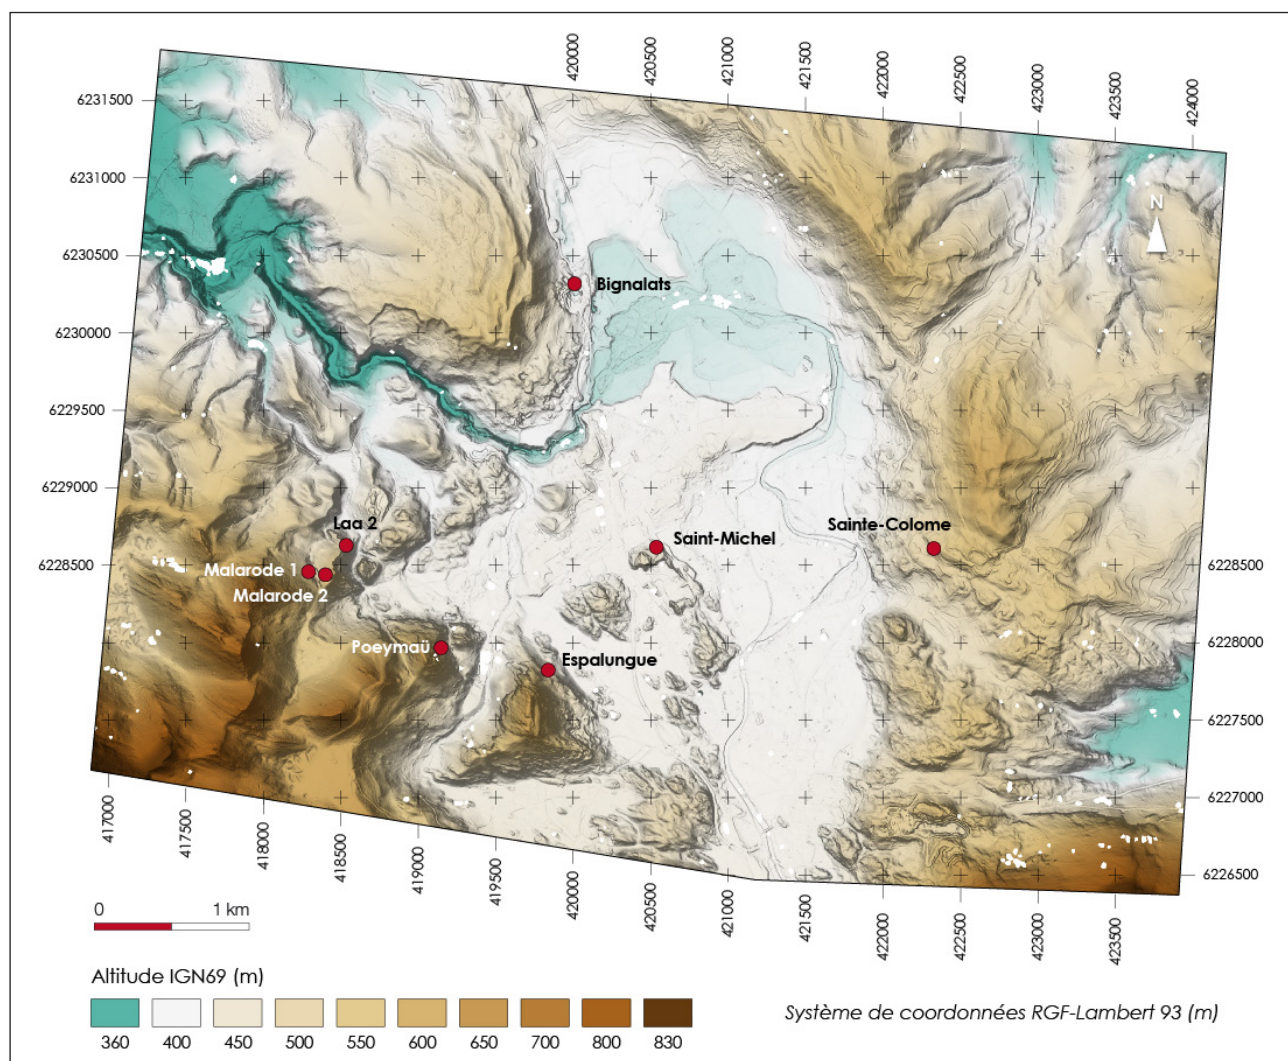 420000
420500
421000
421500
422000
422500
423000
423500
424000
6231500
6231000
6230500
6230000
6229500
6229000
6228500
6228000
6227500
N
Bignalats
Laa 2
Saint-Michel
Sainte-Colome
Malarode 1
Malarode 2
Poeymaü
Espalungue
6228500
6228000
6227500
6227000
6226500
417000
417500
418000
418500
419000
419500
420000
420500
421000
421500
422000
422500
423000
423500
0 1 km
Altitude IGN69 (m)
360 400 450 500 550 600 650 700 800 830
Système de coordonnées RGF-Lambert 93 (m)